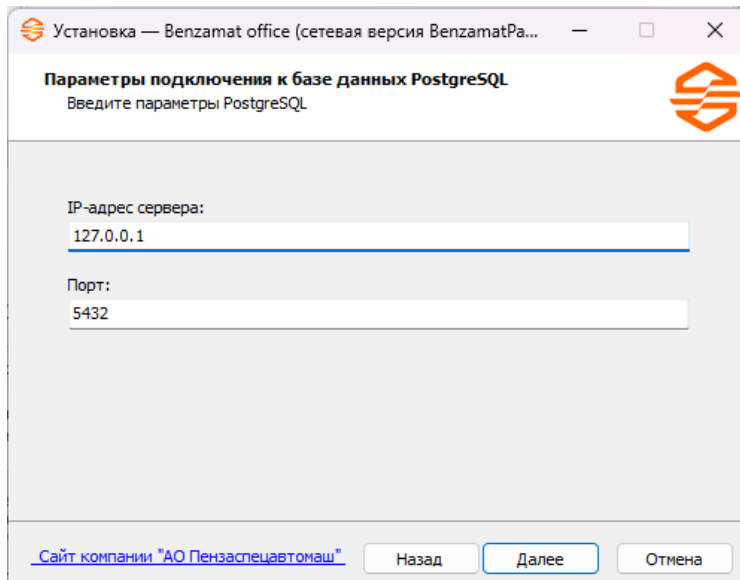 Установка — Benzamat office (сетевая версия BenzamatPa...
Параметры подключения к базе данных PostgreSQL
Введите параметры PostgreSQL
IP-адрес сервера:
127.0.0.1
Порт:
5432
Сайт компании "АО Пензаспецавтомаш"
Назад
Далее
Отмена